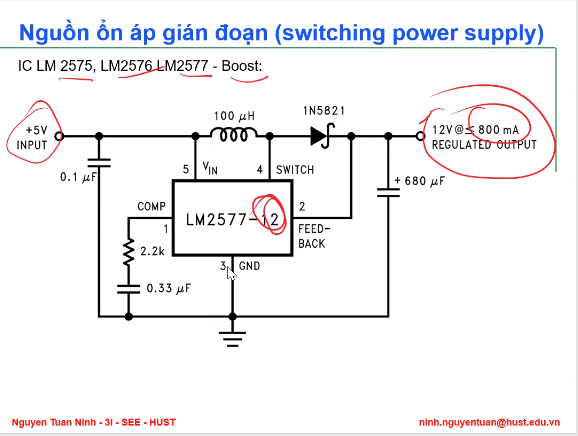 Nguồn ổn áp gián đoạn (switching power supply)
IC LM 2575, LM2576 LM2577 - Boost:
100 µH
1N5821
+5V
INPUT
12V@≤ 800 mA
REGULATED OUTPUT
5
VIN
4
SWITCH
0.1 µF
+ 680 µF
COMP
1
LM2577-12
2
FEED-
BACK
2.2k
3
GND
0.33 µF
Nguyen Tuan Ninh - 3I - SEE - HUST
ninh.nguyentuan@hust.edu.vn